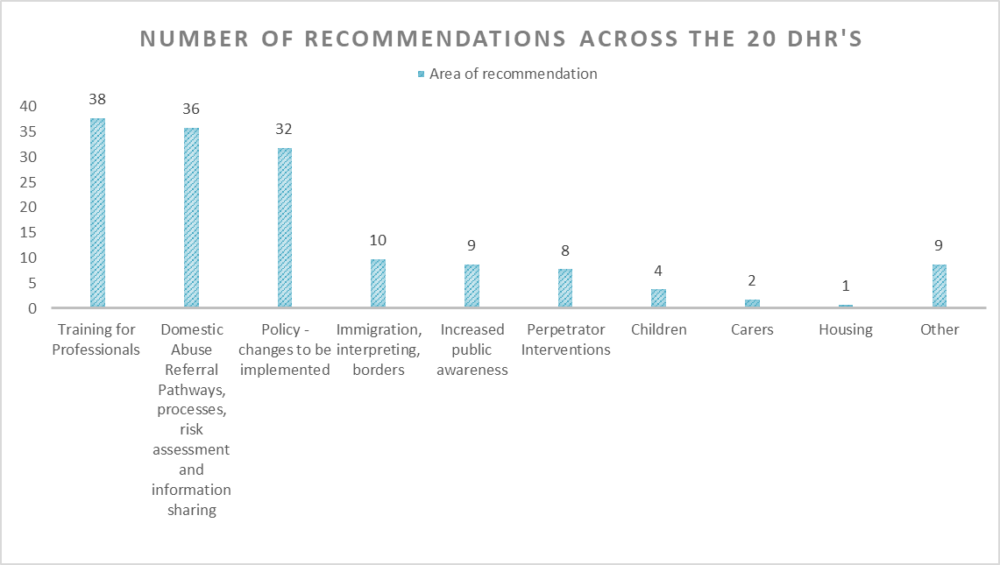 NUMBER OF RECOMMENDATIONS ACROSS THE 20 DHR'S
Area of recommendation
40
35
30
25
20
15
10
5
0
38
36
32
10
9
8
4
2
1
9
Training for
Professionals
Domestic
Abuse
Referral
Pathways,
processes,
risk
assessment
and
information
sharing
Policy -
changes to be
implemented
Immigration,
interpreting,
borders
Increased
public
awareness
Perpetrator
Interventions
Children
Carers
Housing
Other